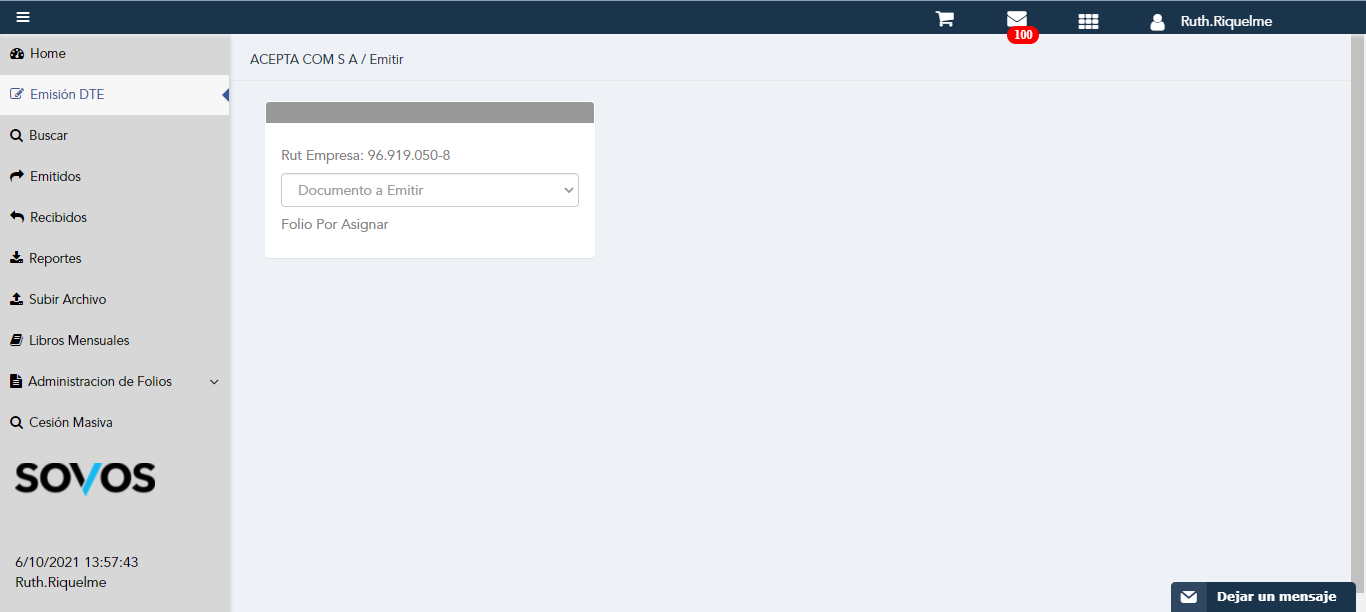 100
Ruth.Riquelme
Home
Emisión DTE
Buscar
Emitidos
Recibidos
Reportes
Subir Archivo
Libros Mensuales
Administracion de Folios
Cesión Masiva
SOVOS
6/10/2021 13:57:43
Ruth.Riquelme
ACEPTA COM S A / Emitir
Rut Empresa: 96.919.050-8
Documento a Emitir
Folio Por Asignar
Dejar un mensaje